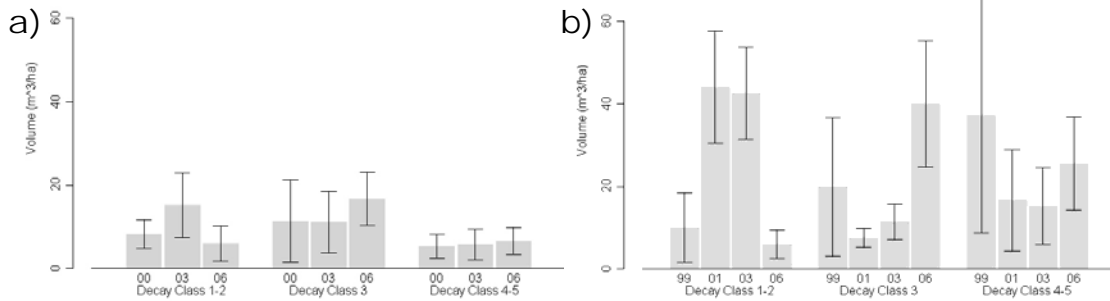 a)
60
40
20
0
Volume (m^3/ha)
00 03 06 00 03 06 00 03 06
Decay Class 1-2 Decay Class 3 Decay Class 4-5
b)
60
40
20
0
Volume (m^3/ha)
99 01 03 06 99 01 03 06 99 01 03 06
Decay Class 1-2 Decay Class 3 Decay Class 4-5